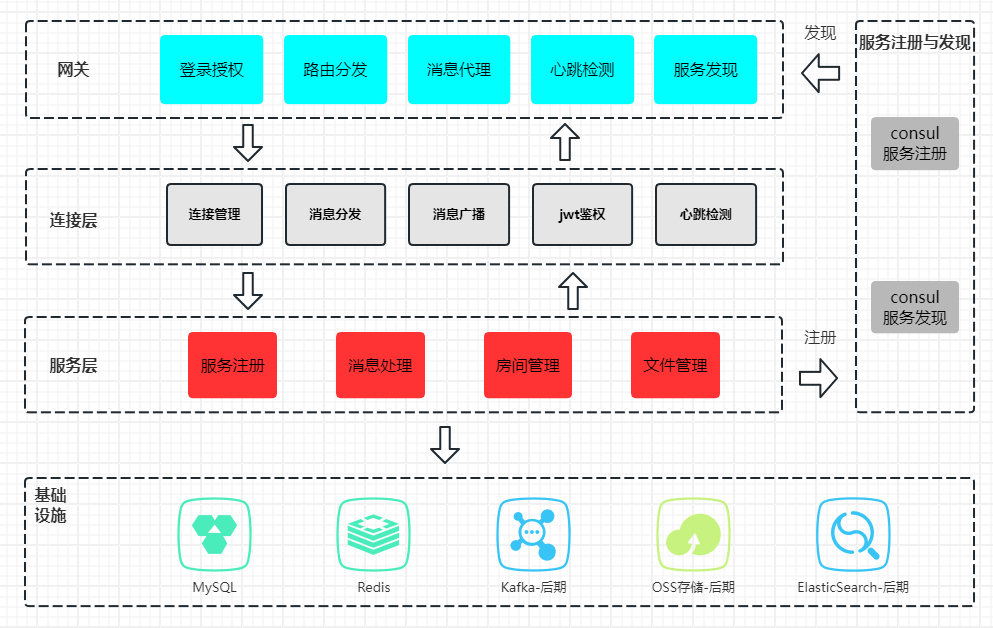 网关
登录授权
路由分发
消息代理
心跳检测
服务发现
发现
服务注册与发现
consul
服务注册
连接层
连接管理
消息分发
消息广播
jwt鉴权
心跳检测
consul
服务发现
服务层
服务注册
消息处理
房间管理
文件管理
注册
基础
设施
MySQL
Redis
Kafka-后期
OSS存储-后期
ElasticSearch-后期